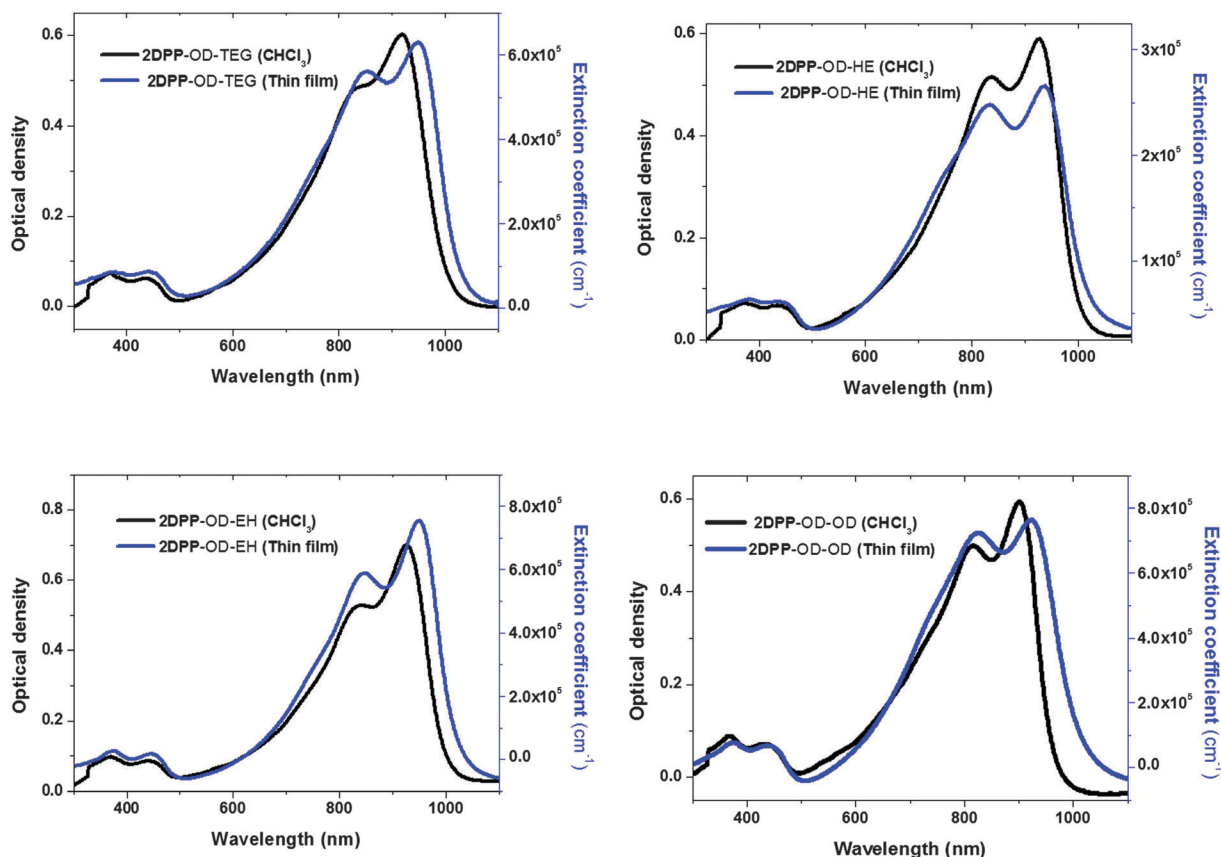 2DPP-OD-TEG (CHCl3)
2DPP-OD-TEG (Thin film)
Optical density
0.6
0.4
0.2
0.0
Extinction coefficient (cm-1)
6.0x10^5
4.0x10^5
2.0x10^5
0.0
400 600 800 1000
Wavelength (nm)
2DPP-OD-HE (CHCl3)
2DPP-OD-HE (Thin film)
Optical density
0.6
0.4
0.2
0.0
Extinction coefficient (cm-1)
3x10^5
2x10^5
1x10^5
400 600 800 1000
Wavelength (nm)
2DPP-OD-EH (CHCl3)
2DPP-OD-EH (Thin film)
Optical density
0.8
0.6
0.4
0.2
0.0
Extinction coefficient (cm-1)
8.0x10^5
6.0x10^5
4.0x10^5
2.0x10^5
0.0
400 600 800 1000
Wavelength (nm)
2DPP-OD-OD (CHCl3)
2DPP-OD-OD (Thin film)
Optical density
0.6
0.4
0.2
0.0
Extinction coefficient (cm-1)
8.0x10^5
6.0x10^5
4.0x10^5
2.0x10^5
0.0
400 600 800 1000
Wavelength (nm)